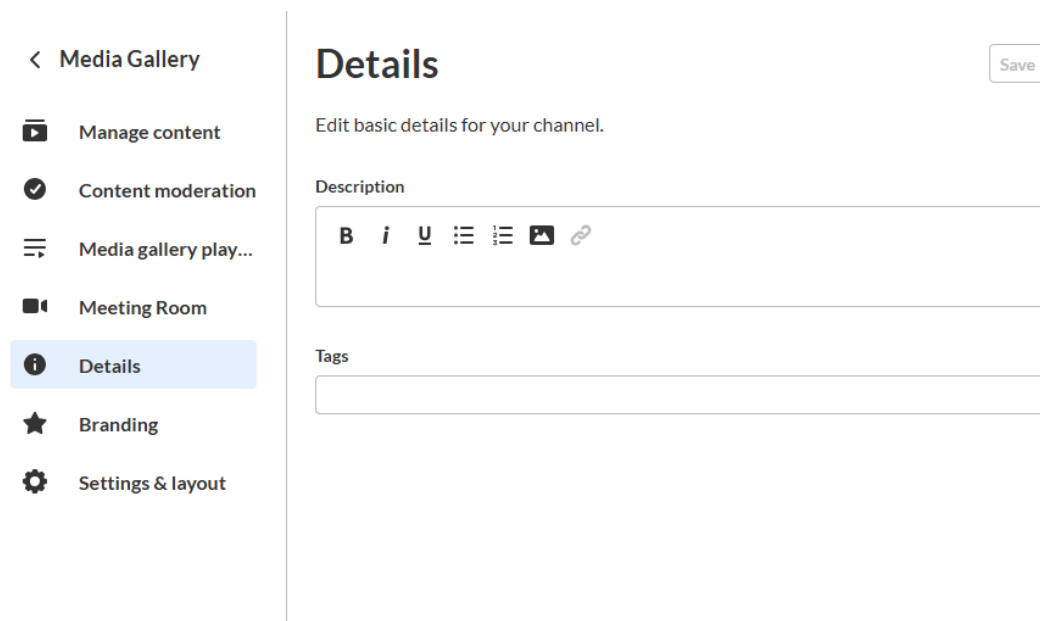 Media Gallery
Manage content
Content moderation
Media gallery play...
Meeting Room
Details
Branding
Settings & layout
Details
Save
Edit basic details for your channel.
Description
B i U
Tags